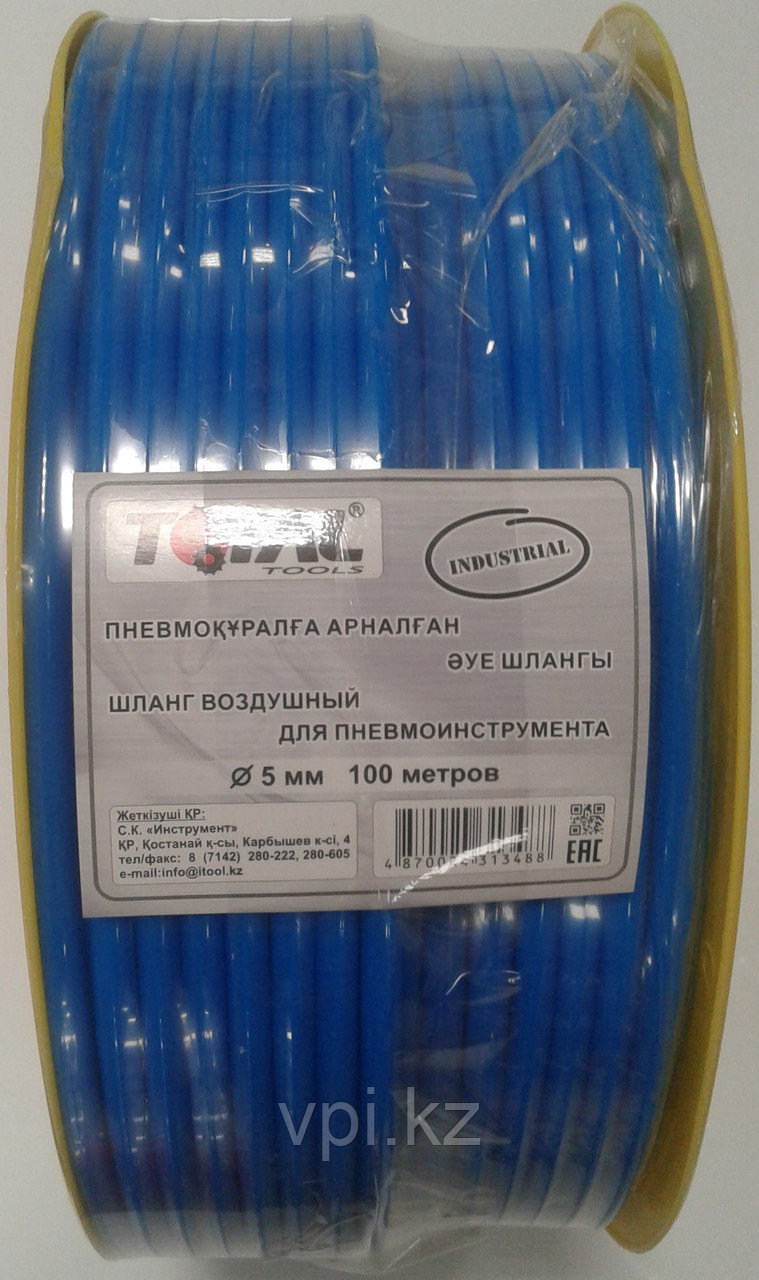 TOTAL®
TOOLS
INDUSTRIAL
ПНЕВМОҚҰРАЛҒА АРНАЛҒАН
ӘУЕ ШЛАНГЫ
ШЛАНГ ВОЗДУШНЫЙ
ДЛЯ ПНЕВМОИНСТРУМЕНТА
Ø 5 мм 100 метров
Жеткізуші ҚР:
С.К. «Инструмент»
ҚР, Қостанай қ-сы, Карбышев к-сі, 4
тел/факс: 8 (7142) 280-222, 280-605
e-mail:info@itool.kz
EAC
vpi.kz